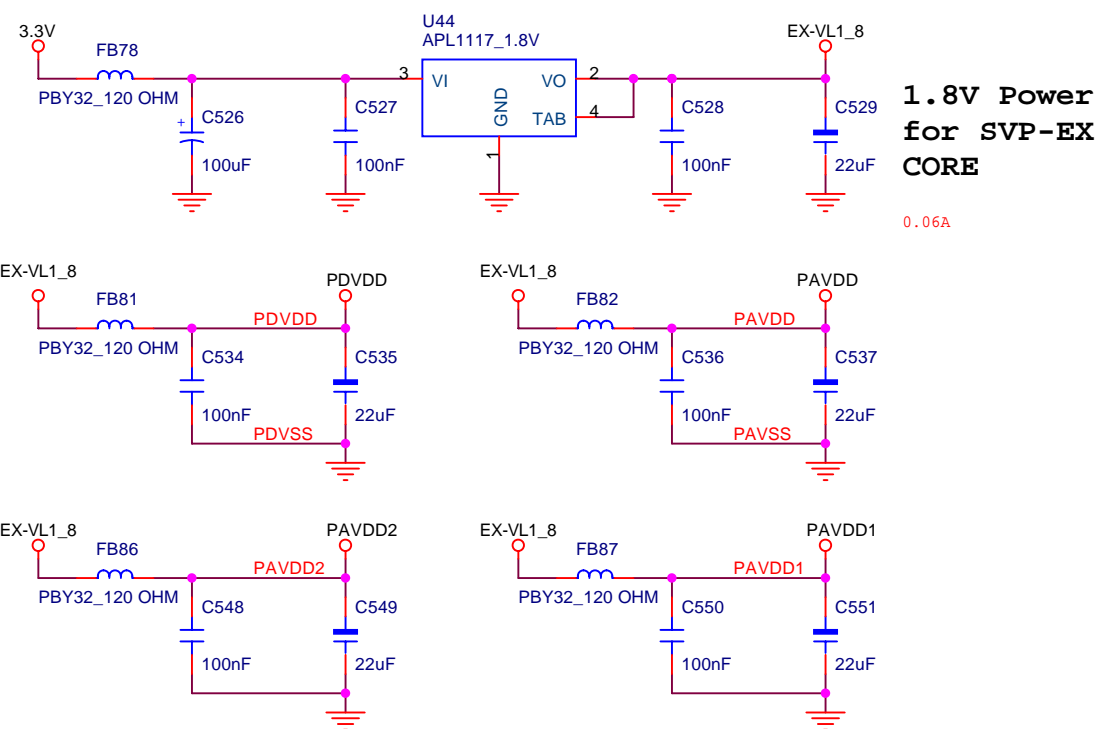 3.3V
FB78
PBY32_120 OHM
+
C526
100uF
C527
100nF
U44
APL1117_1.8V
3
VI
GND
VO
TAB
2
4
1
C528
100nF
EX-VL1_8
C529
22uF
1.8V Power
for SVP-EX
CORE
0.06A
EX-VL1_8
FB81
PBY32_120 OHM
PDVDD
PDVDD
C534
100nF
C535
22uF
PDVSS
EX-VL1_8
FB82
PBY32_120 OHM
PAVDD
PAVDD
C536
100nF
C537
22uF
PAVSS
EX-VL1_8
FB86
PBY32_120 OHM
PAVDD2
PAVDD2
C548
100nF
C549
22uF
EX-VL1_8
FB87
PBY32_120 OHM
PAVDD1
PAVDD1
C550
100nF
C551
22uF